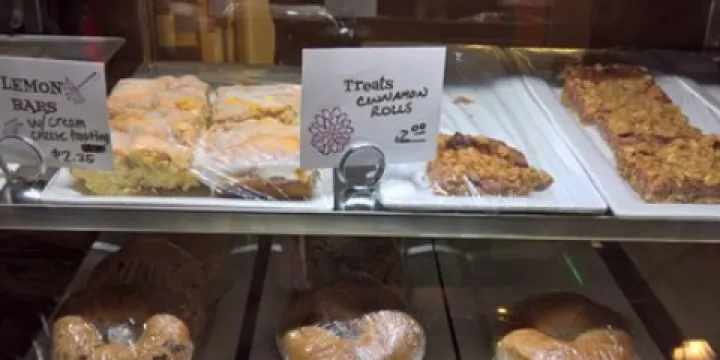 LEMON
BARS
w/ CREAM
CHEESE FROSTING
$2.25
Treats
CINNAMON
ROLLS
2.00